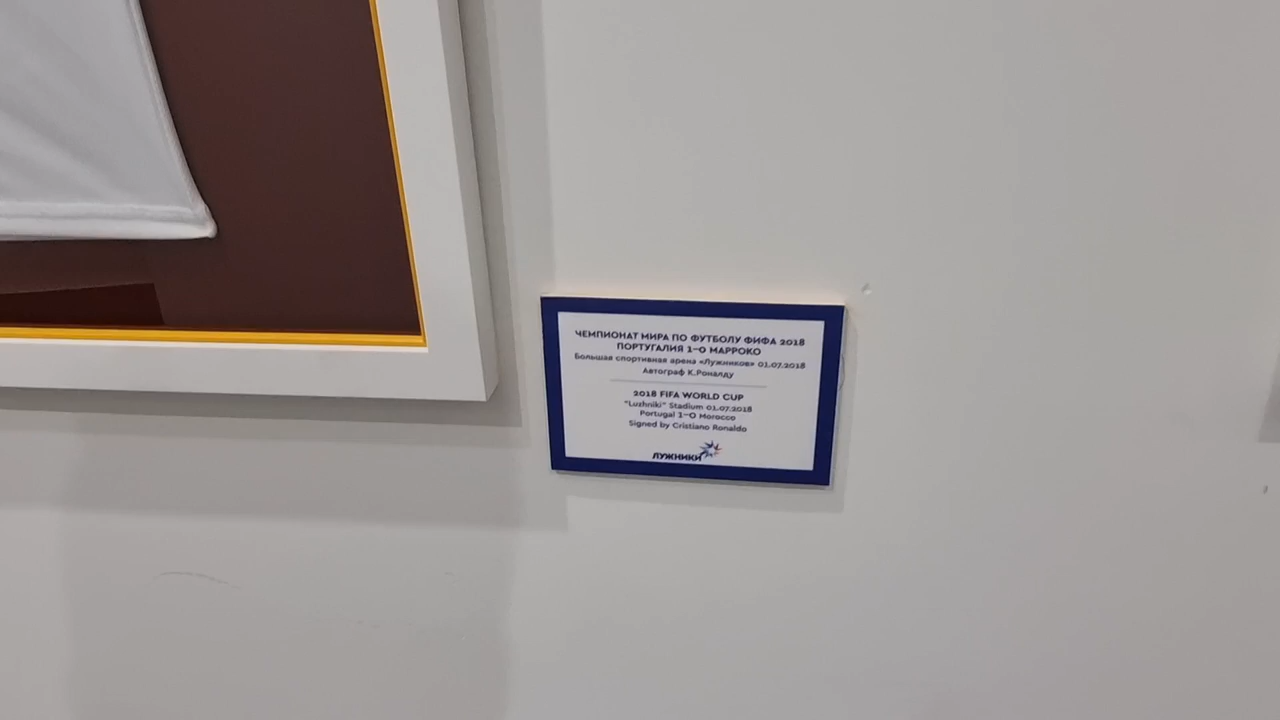 ЧЕМПИОНАТ МИРА ПО ФУТБОЛУ ФИФА 2018
ПОРТУГАЛИЯ 1-0 МАРРОКО
Большая спортивная арена «Лужников» 01.07.2018
Автограф К.Роналду
2018 FIFA WORLD CUP
"Luzhniki" Stadium 01.07.2018
Portugal 1-0 Morocco
Signed by Cristiano Ronaldo
ЛУЖНИКИ